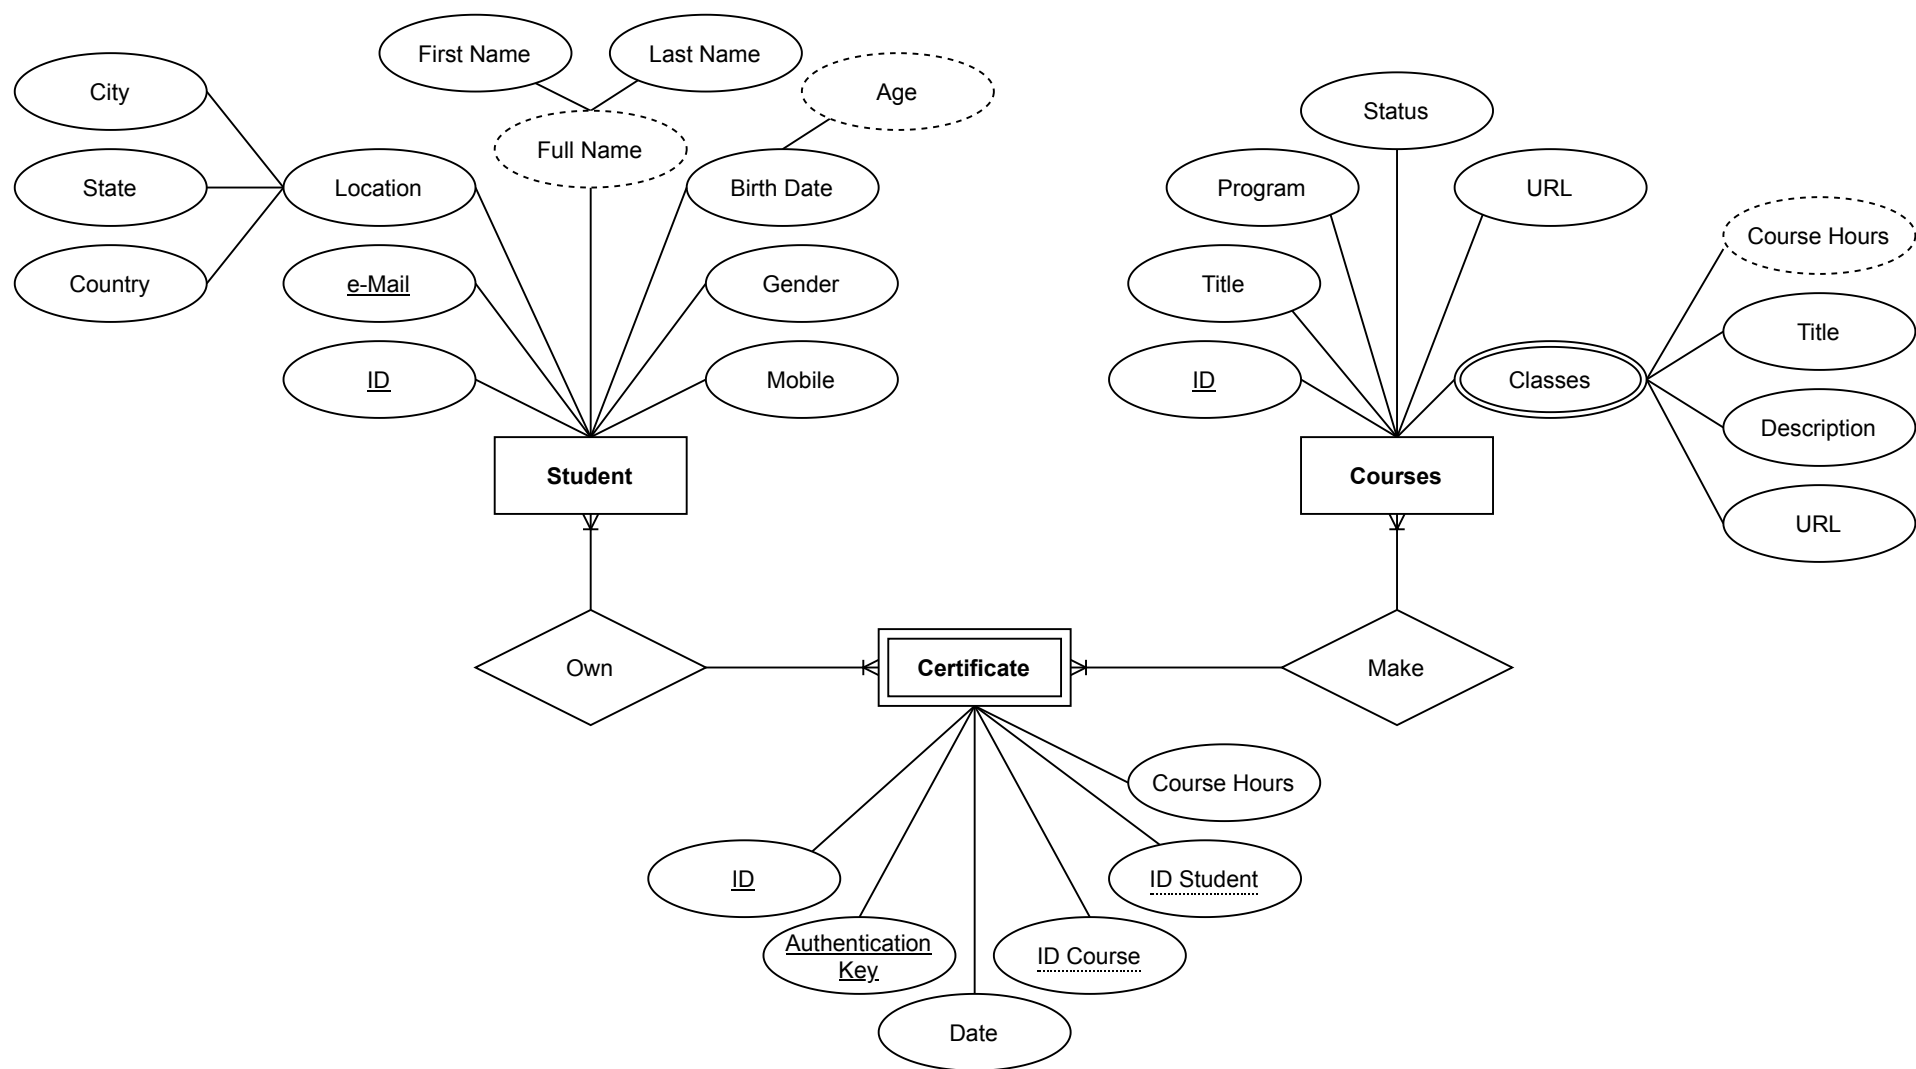 First Name
Last Name
City
Age
Status
Full Name
State
Location
Birth Date
Program
URL
Course Hours
Country
e-Mail
Gender
Title
Title
ID
Mobile
ID
Classes
Description
Student
Courses
URL
Own
Certificate
Make
Course Hours
ID
ID Student
Authentication
Key
ID Course
Date